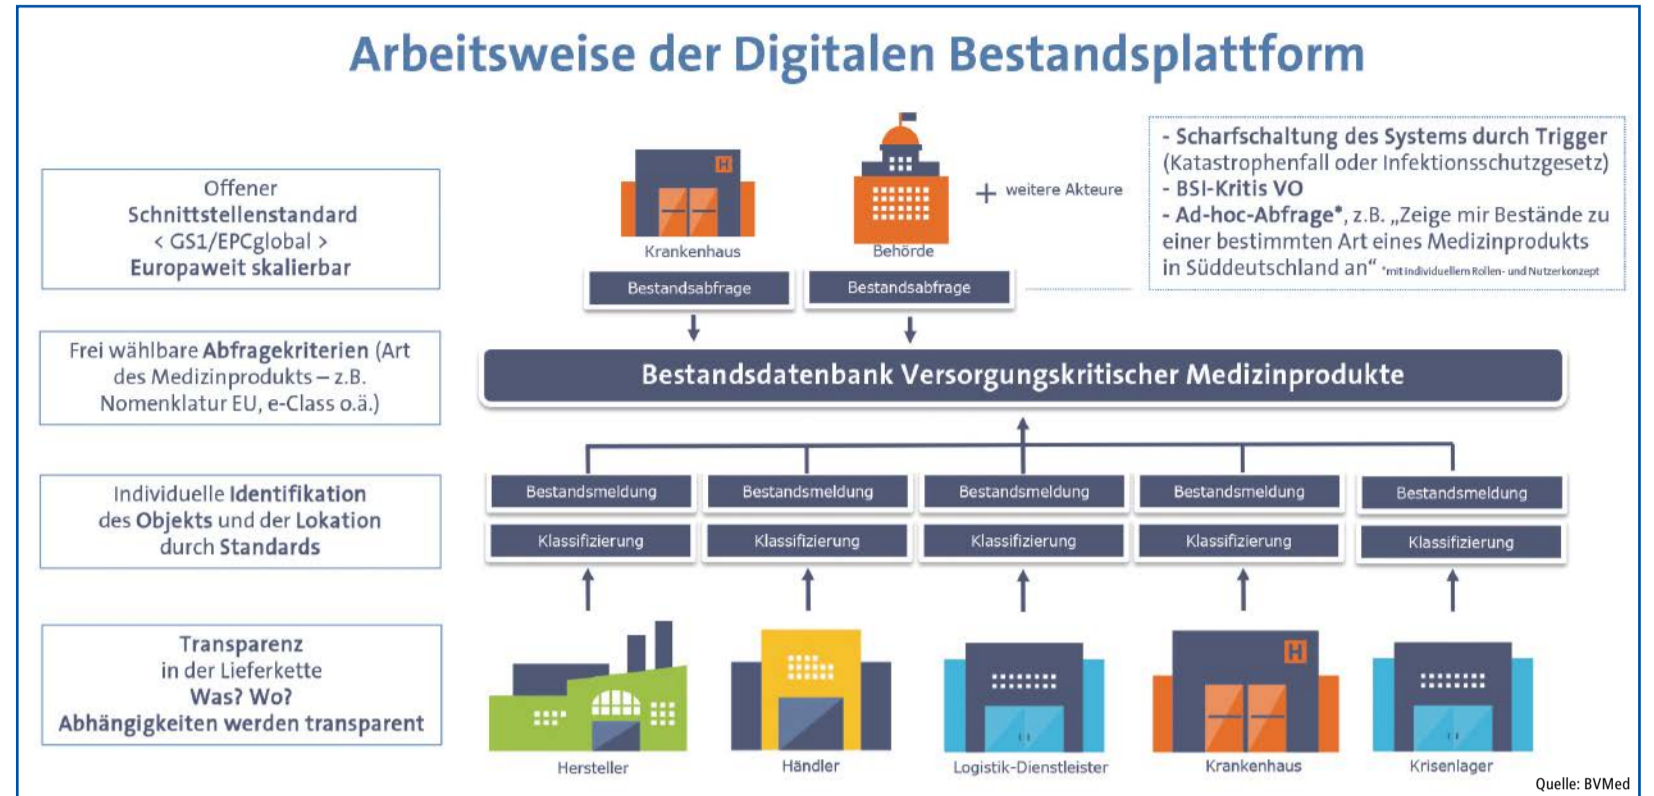 Arbeitsweise der Digitalen Bestandsplattform
Offener
Schnittstellenstandard
< GS1/EPCglobal >
Europaweit skalierbar
H
Krankenhaus
Behörde
+ weitere Akteure
- Scharfschaltung des Systems durch Trigger
(Katastrophenfall oder Infektionsschutzgesetz)
- BSI-Kritis VO
- Ad-hoc-Abfrage*, z.B. „Zeige mir Bestände zu
einer bestimmten Art eines Medizinprodukts
in Süddeutschland an“ *mit individuellem Rollen- und Nutzerkonzept
Bestandsabfrage
Bestandsabfrage
Frei wählbare Abfragekriterien (Art
des Medizinprodukts – z.B.
Nomenklatur EU, e-Class o.ä.)
Bestandsdatenbank Versorgungskritischer Medizinprodukte
Individuelle Identifikation
des Objekts und der Lokation
durch Standards
Bestandsmeldung
Bestandsmeldung
Bestandsmeldung
Bestandsmeldung
Bestandsmeldung
Klassifizierung
Klassifizierung
Klassifizierung
Klassifizierung
Klassifizierung
Transparenz
in der Lieferkette
Was? Wo?
Abhängigkeiten werden transparent
H
Hersteller
Händler
Logistik-Dienstleister
Krankenhaus
Krisenlager
Quelle: BVMed